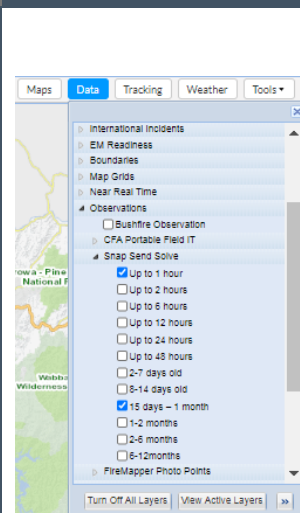 Maps Data Tracking Weather Tools
International Incidents
EM Readiness
Boundaries
Map Grids
Near Real Time
Observations
Bushfire Observation
CFA Portable Field IT
Snap Send Solve
Up to 1 hour
Up to 2 hours
Up to 6 hours
Up to 12 hours
Up to 24 hours
Up to 48 hours
2-7 days old
8-14 days old
15 days – 1 month
1-2 months
2-6 months
6-12months
FireMapper Photo Points
Turn Off All Layers View Active Layers »
- Pine
National
Wilderness